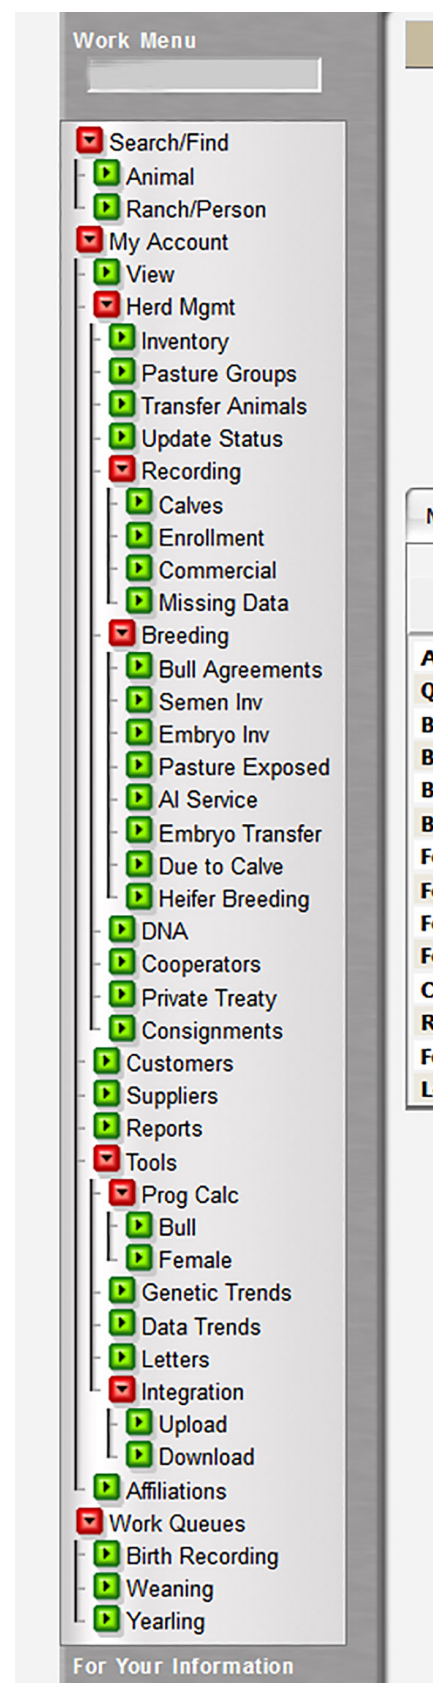 Work Menu
Search/Find
Animal
Ranch/Person
My Account
View
Herd Mgmt
Inventory
Pasture Groups
Transfer Animals
Update Status
Recording
Calves
Enrollment
Commercial
Missing Data
Breeding
Bull Agreements
Semen Inv
Embryo Inv
Pasture Exposed
AI Service
Embryo Transfer
Due to Calve
Heifer Breeding
DNA
Cooperators
Private Treaty
Consignments
Customers
Suppliers
Reports
Tools
Prog Calc
Bull
Female
Genetic Trends
Data Trends
Letters
Integration
Upload
Download
Affiliations
Work Queues
Birth Recording
Weaning
Yearling
For Your Information